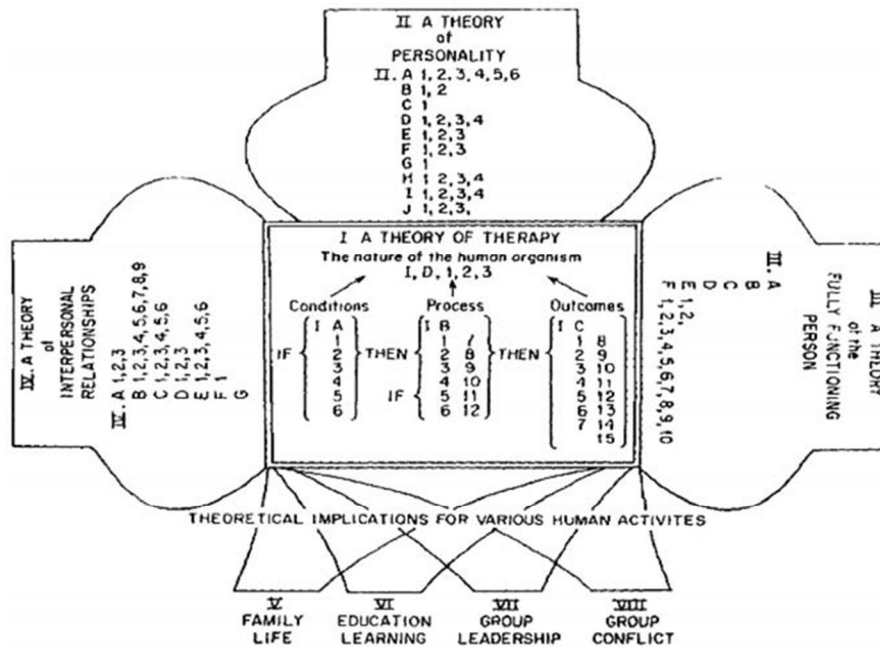 II A THEORY
of
PERSONALITY
II. A 1, 2, 3, 4, 5, 6
B 1, 2
C 1
D 1, 2, 3, 4
E 1, 2, 3
F 1, 2, 3
G 1
H 1, 2, 3, 4
I 1, 2, 3, 4
J 1, 2, 3,
I A THEORY OF THERAPY
The nature of the human organism
I, D, 1, 2, 3
Conditions Process Outcomes
I A I B I C
1 1 7 1 8
IF 2 THEN 2 8 THEN 2 9
3 3 9 3 10
4 4 10 4 11
5 IF 5 11 5 12
6 6 12 6 13
7 14
15
IV. A THEORY
of
INTERPERSONAL
RELATIONSHIPS
IV. A 1, 2, 3
B 1, 2, 3, 4, 5, 6, 7, 8, 9
C 1, 2, 3, 4, 5, 6
D 1, 2, 3
E 1, 2, 3, 4, 5, 6
F 1
G
III. A THEORY
of the
FULLY FUNCTIONING
PERSON
III. A
B
C
D
E 1, 2,
F 1, 2, 3, 4, 5, 6, 7, 8, 9, 10
THEORETICAL IMPLICATIONS FOR VARIOUS HUMAN ACTIVITES
V VI VII VIII
FAMILY EDUCATION GROUP GROUP
LIFE LEARNING LEADERSHIP CONFLICT